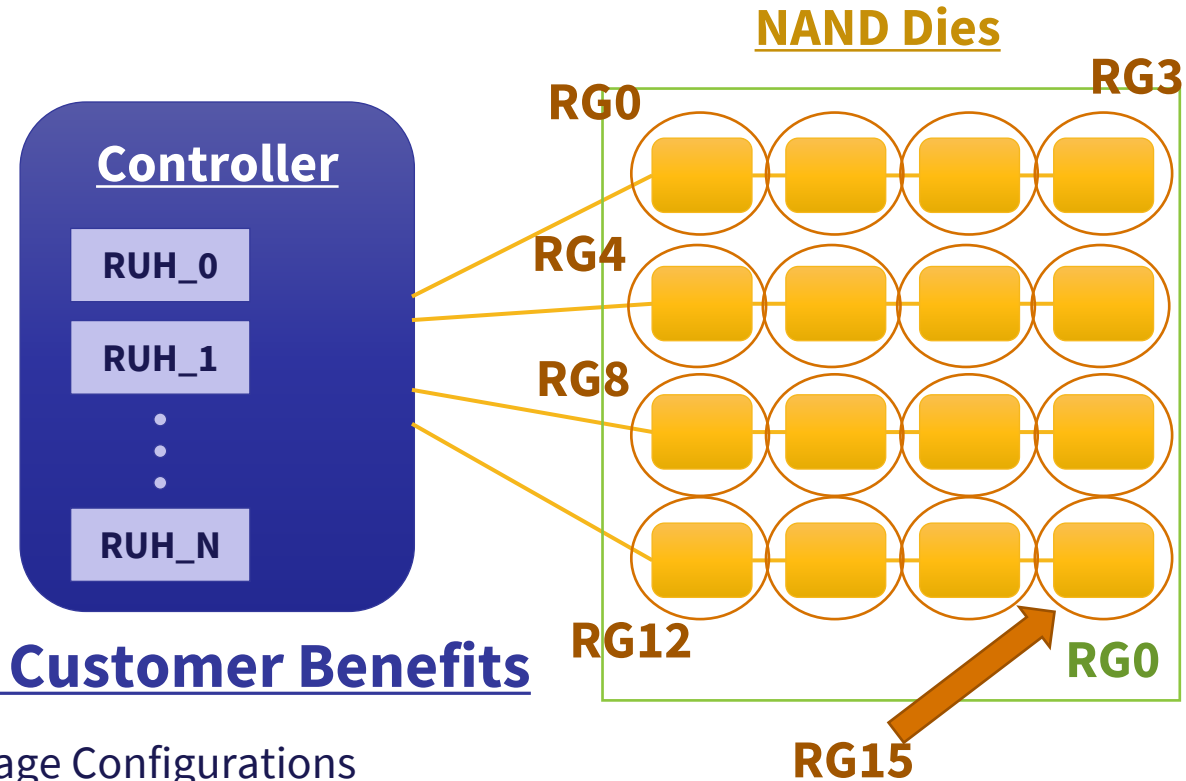 NAND Dies
RG3
RG0
Controller
RG4
RUH_0
RUH_1
RG8
RUH_N
RG12
RG0
Customer Benefits
RG15
age Configurations